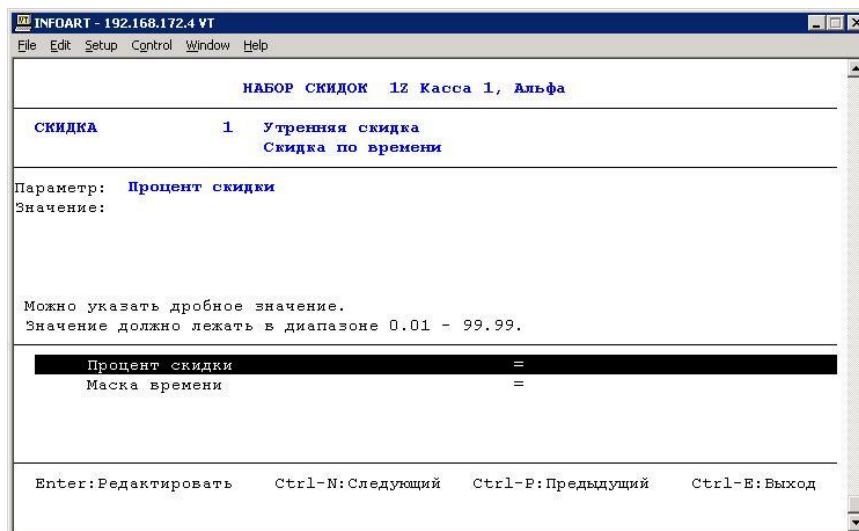 INFOART - 192.168.172.4 VT
File Edit Setup Control Window Help
НАБОР СКИДОК 1Z Касса 1, Альфа
СКИДКА 1 Утренняя скидка
Скидка по времени
Параметр: Процент скидки
Значение:
Можно указать дробное значение.
Значение должно лежать в диапазоне 0.01 - 99.99.
Процент скидки =
Маска времени =
Enter:Редактировать Ctrl-N:Следующий Ctrl-P:Предыдущий Ctrl-E:Выход